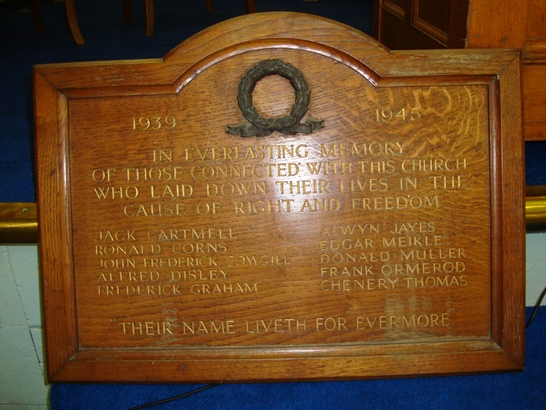 1939 1945
IN EVERLASTING MEMORY
OF THOSE CONNECTED WITH THIS CHURCH
WHO LAID DOWN THEIR LIVES IN THE
CAUSE OF RIGHT AND FREEDOM
JACK CARTMELL
RONALD CORNS
JOHN FREDERICK COWGILL
ALFRED DISLEY
FREDERICK GRAHAM
ALWYN JAYES
EDGAR MEIKLE
DONALD MULLER
FRANK ORMEROD
CHENERY THOMAS
"THEIR NAME LIVETH FOR EVERMORE"